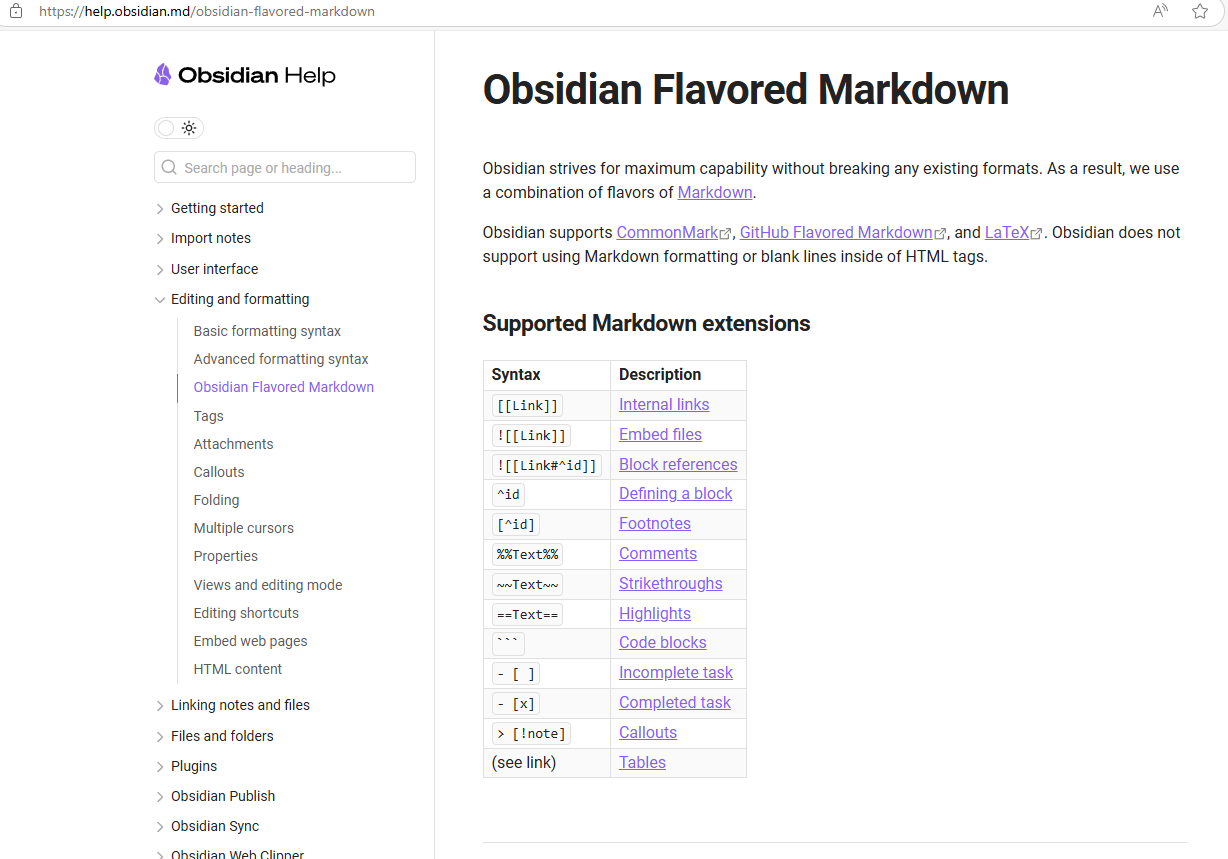 https://help.obsidian.md/obsidian-flavored-markdown
Obsidian Help
Search page or heading...
Getting started
Import notes
User interface
Editing and formatting
Basic formatting syntax
Advanced formatting syntax
Obsidian Flavored Markdown
Tags
Attachments
Callouts
Folding
Multiple cursors
Properties
Views and editing mode
Editing shortcuts
Embed web pages
HTML content
Linking notes and files
Files and folders
Plugins
Obsidian Publish
Obsidian Sync
Obsidian Web Clipper
Obsidian Flavored Markdown
Obsidian strives for maximum capability without breaking any existing formats. As a result, we use
a combination of flavors of Markdown.
Obsidian supports CommonMark, GitHub Flavored Markdown, and LaTeX. Obsidian does not
support using Markdown formatting or blank lines inside of HTML tags.
Supported Markdown extensions
Syntax Description
[[Link]] Internal links
![[Link]] Embed files
![[Link#^id]] Block references
^id Defining a block
[^id] Footnotes
%%Text%% Comments
~~Text~~ Strikethroughs
==Text== Highlights
``` Code blocks
- [ ] Incomplete task
- [x] Completed task
> [!note] Callouts
(see link) Tables